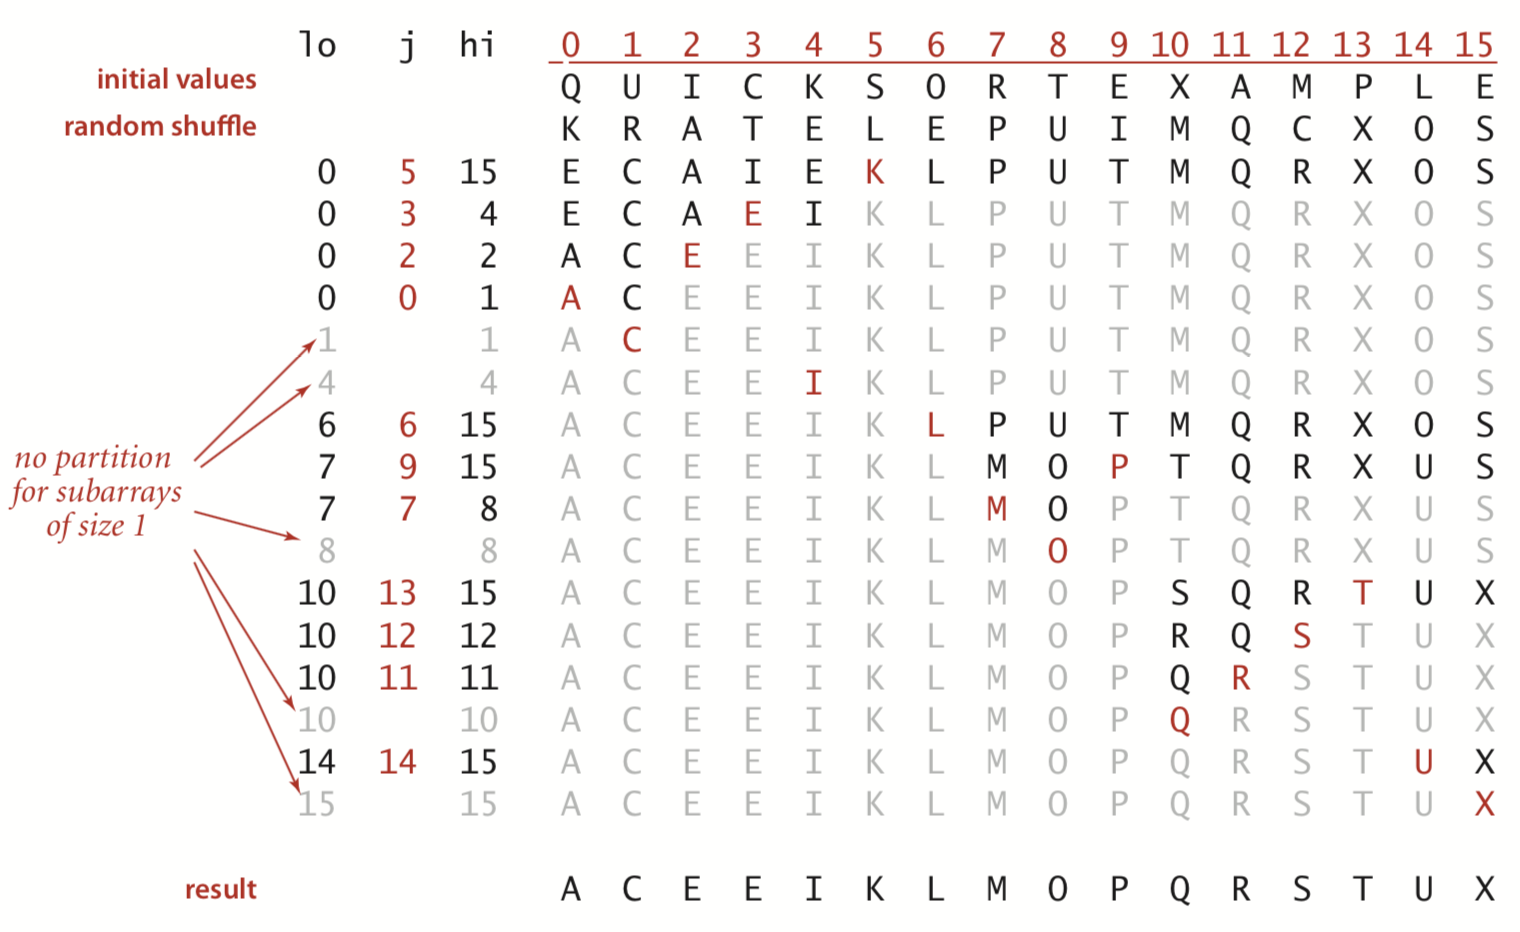 lo j hi 0 1 2 3 4 5 6 7 8 9 10 11 12 13 14 15
initial values Q U I C K S O R T E X A M P L E
random shuffle K R A T E L E P U I M Q C X O S
0 5 15 E C A I E K L P U T M Q R X O S
0 3 4 E C A E I K L P U T M Q R X O S
0 2 2 A C E E I K L P U T M Q R X O S
0 0 1 A C E E I K L P U T M Q R X O S
1 1 A C E E I K L P U T M Q R X O S
4 4 A C E E I K L P U T M Q R X O S
6 6 15 A C E E I K L P U T M Q R X O S
no partition
for subarrays
of size 1
7 9 15 A C E E I K L M O P T Q R X U S
7 7 8 A C E E I K L M O P T Q R X U S
8 8 A C E E I K L M O P T Q R X U S
10 13 15 A C E E I K L M O P S Q R T U X
10 12 12 A C E E I K L M O P R Q S T U X
10 11 11 A C E E I K L M O P Q R S T U X
10 10 A C E E I K L M O P Q R S T U X
14 14 15 A C E E I K L M O P Q R S T U X
15 15 A C E E I K L M O P Q R S T U X
result A C E E I K L M O P Q R S T U X